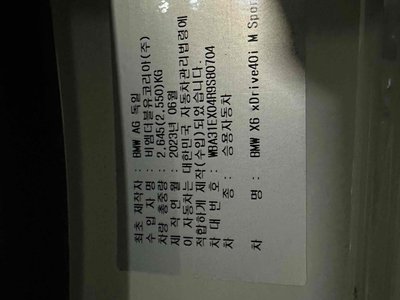 최초 제작자 : BMW AG 독일
수 입 자 명 : 비엠더블유코리아(주)
차량 총중량 : 2,645(2,550)KG
제 작 연 월 : 2023년 06월
이 자동차는 대한민국 자동차관리법령에
적합하게 제작(수입)되었습니다.
차 대 번 호 : WBA31EX04R9S80704
차 종 : 승용자동차
차 명 : BMW X6 xDrive40i M Spor